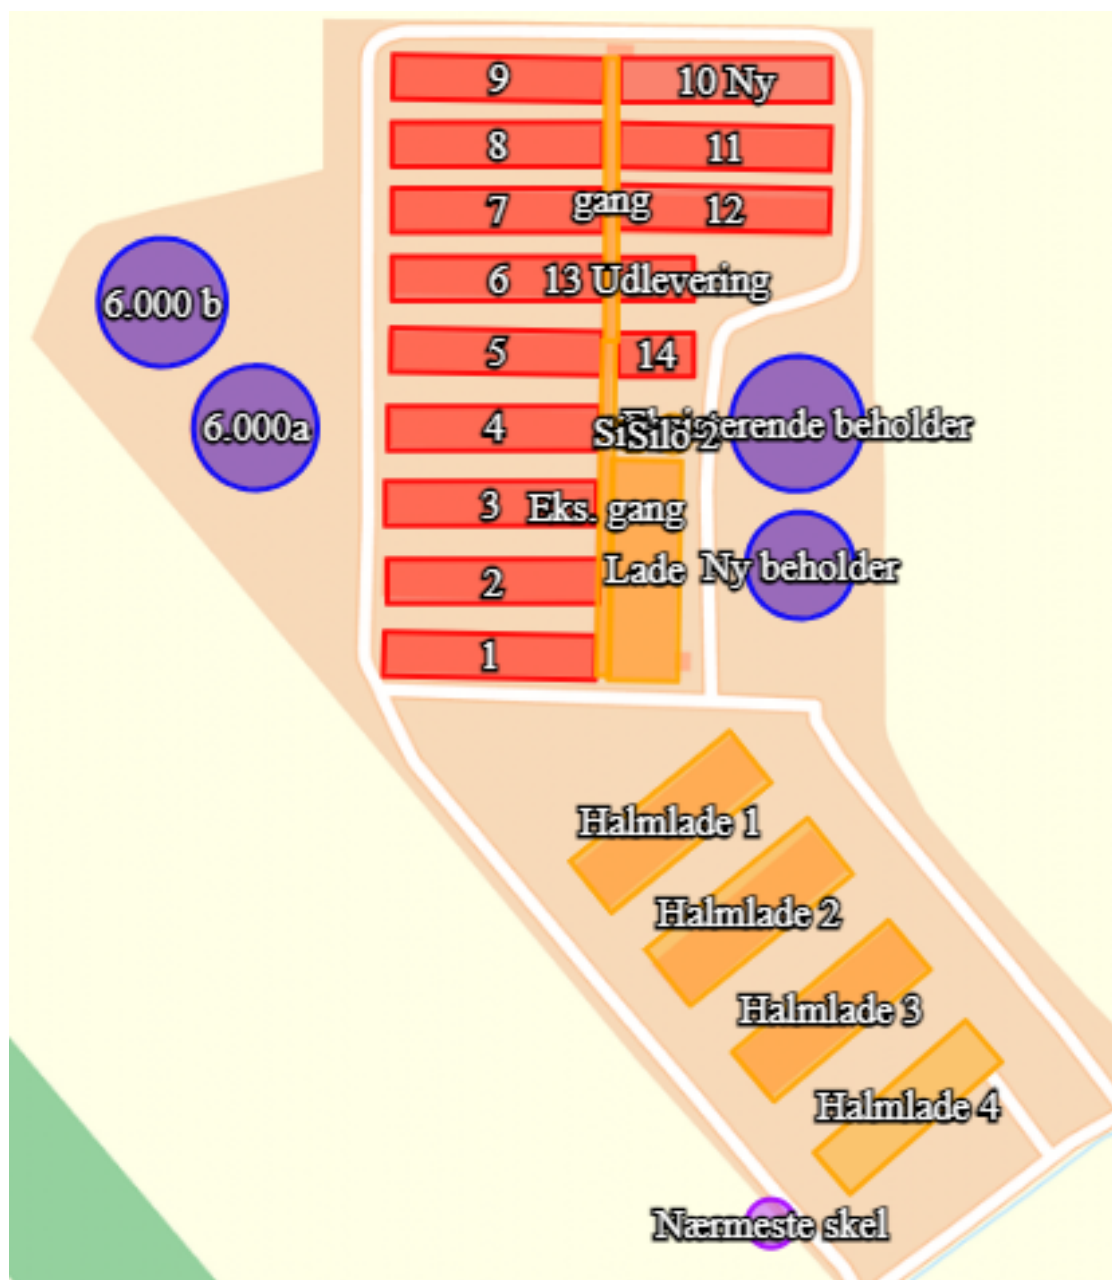 9
10 Ny
8
11
7
gang
12
6
13 Udlevering
6.000 b
5
14
6.000a
4
Silo 2
Eksisterende beholder
3
Eks. gang
2
Lade
Ny beholder
1
Halmlade 1
Halmlade 2
Halmlade 3
Halmlade 4
Nærmeste skel